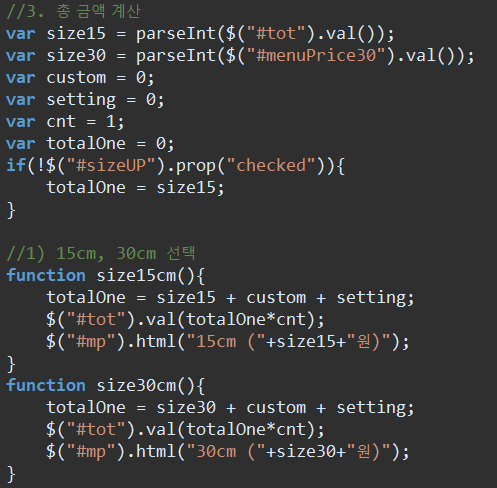 //3. 총 금액 계산
var size15 = parseInt($("#tot").val());
var size30 = parseInt($("#menuPrice30").val());
var custom = 0;
var setting = 0;
var cnt = 1;
var totalOne = 0;
if(!$("#sizeUP").prop("checked")){
    totalOne = size15;
}

//1) 15cm, 30cm 선택
function size15cm(){
    totalOne = size15 + custom + setting;
    $("#tot").val(totalOne*cnt);
    $("#mp").html("15cm ("+size15+"원)");
}
function size30cm(){
    totalOne = size30 + custom + setting;
    $("#tot").val(totalOne*cnt);
    $("#mp").html("30cm ("+size30+"원)");
}